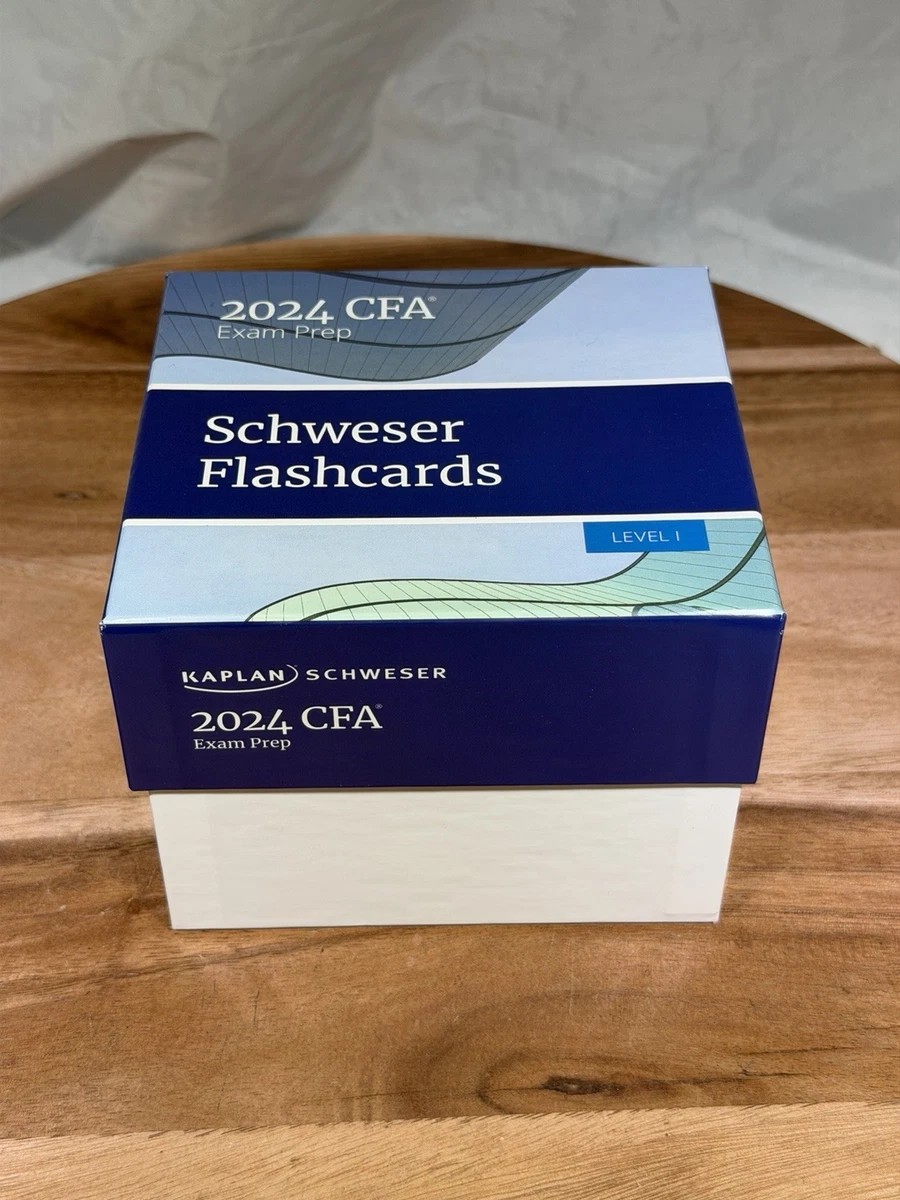 2024 CFA®
Exam Prep
Schweser
Flashcards
LEVEL I
KAPLAN SCHWESER
2024 CFA®
Exam Prep